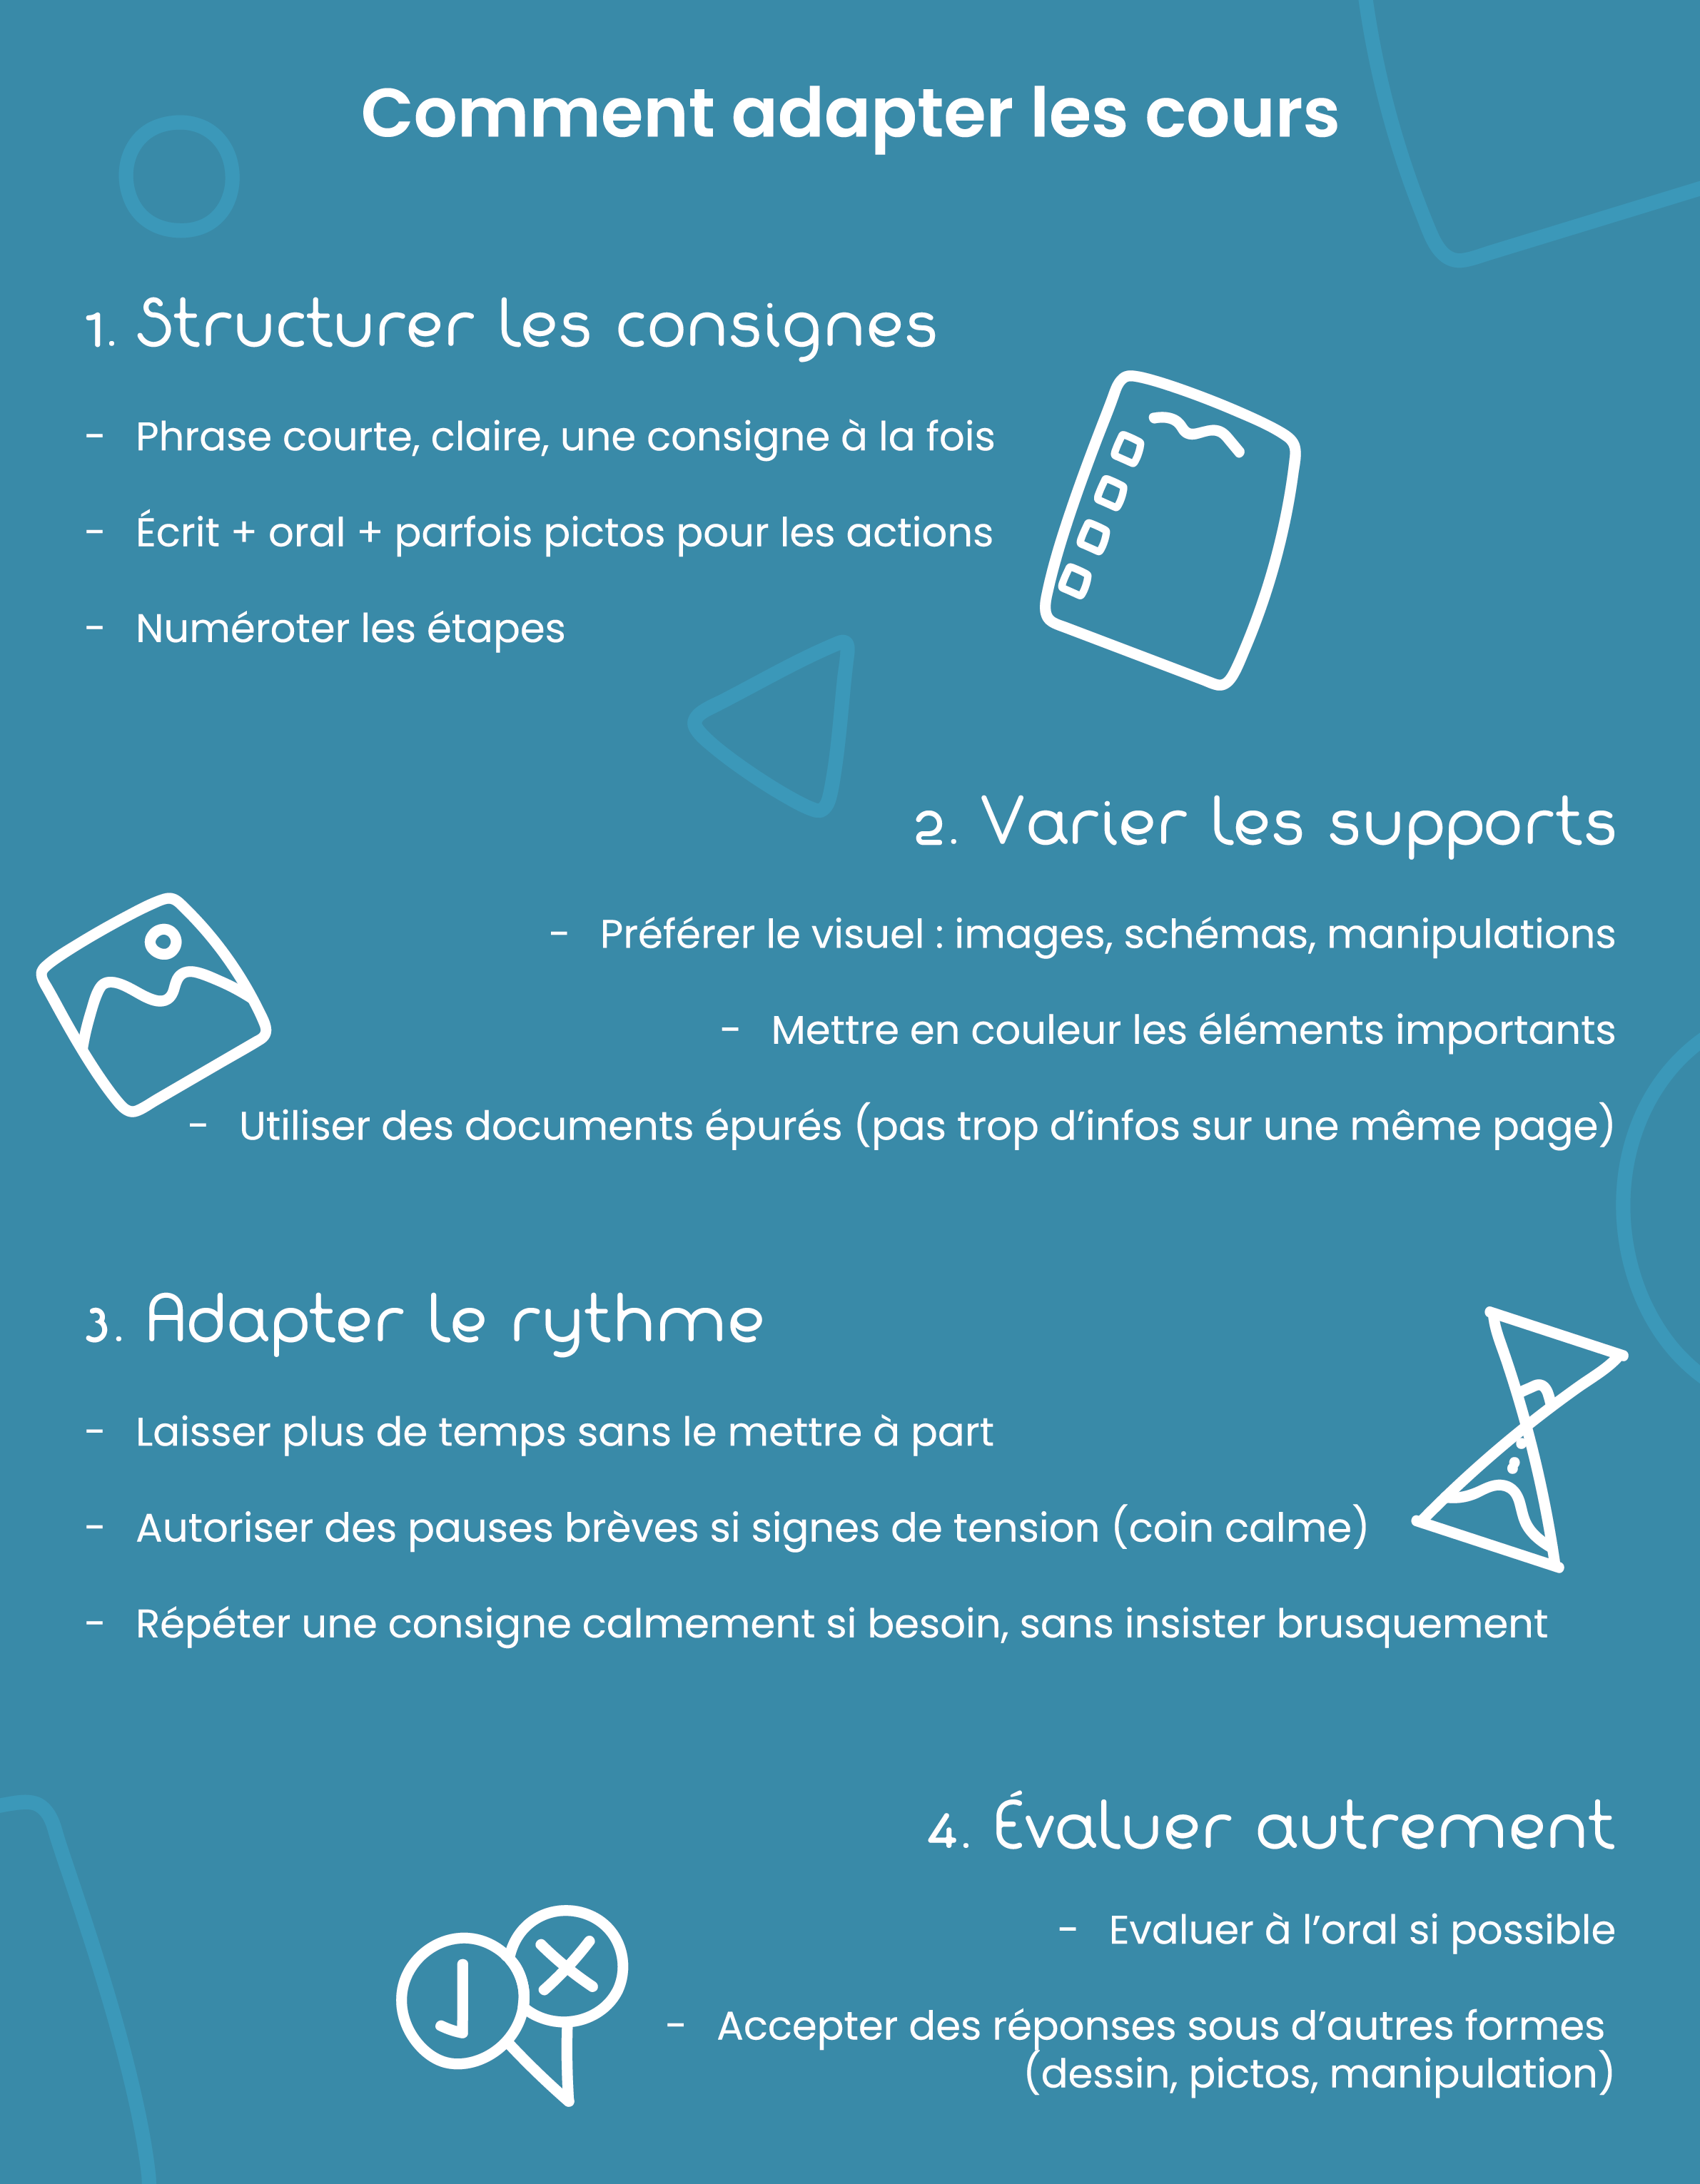 Comment adapter les cours
1. Structurer les consignes
- Phrase courte, claire, une consigne à la fois
- Écrit + oral + parfois pictos pour les actions
- Numéroter les étapes
2. Varier les supports
- Préférer le visuel : images, schémas, manipulations
- Mettre en couleur les éléments importants
- Utiliser des documents épurés (pas trop d’infos sur une même page)
3. Adapter le rythme
- Laisser plus de temps sans le mettre à part
- Autoriser des pauses brèves si signes de tension (coin calme)
- Répéter une consigne calmement si besoin, sans insister brusquement
4. Évaluer autrement
- Evaluer à l’oral si possible
- Accepter des réponses sous d’autres formes
(dessin, pictos, manipulation)